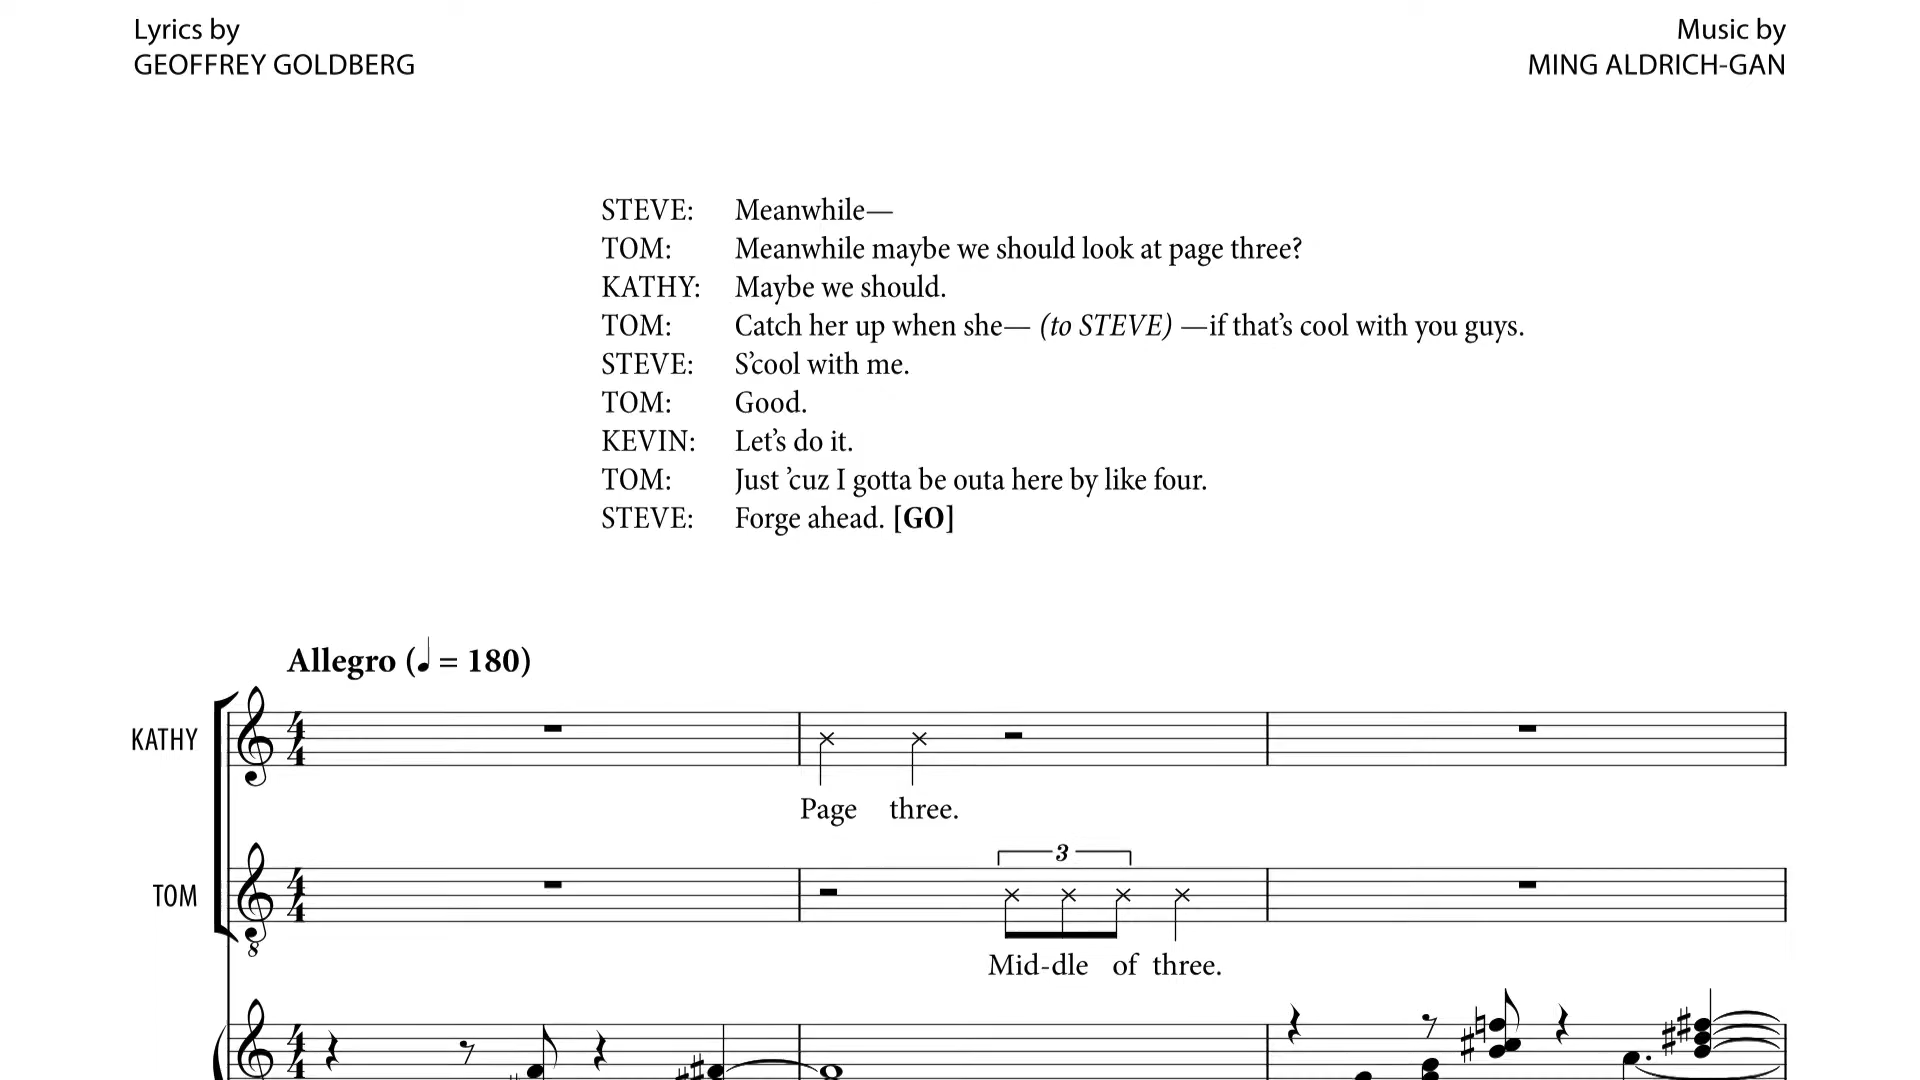 Lyrics by
GEOFFREY GOLDBERG
Music by
MING ALDRICH-GAN
STEVE: Meanwhile—
TOM: Meanwhile maybe we should look at page three?
KATHY: Maybe we should.
TOM: Catch her up when she— (to STEVE) —if that’s cool with you guys.
STEVE: S’cool with me.
TOM: Good.
KEVIN: Let’s do it.
TOM: Just ’cuz I gotta be outa here by like four.
STEVE: Forge ahead. [GO]
Allegro (♩ = 180)
KATHY
Page three.
3
TOM
8
Mid-dle of three.